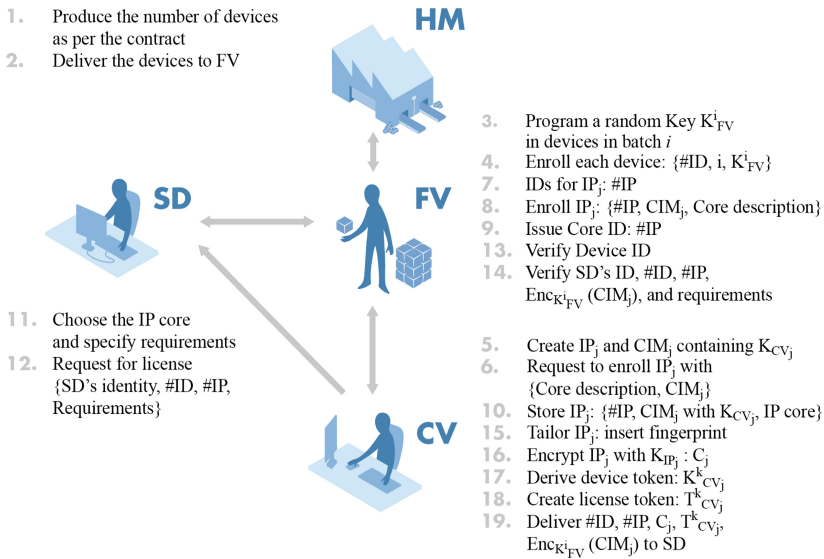 1. Produce the number of devices
as per the contract
2. Deliver the devices to FV
HM
3. Program a random Key K^i_FV
in devices in batch i
4. Enroll each device: {#ID, i, K^i_FV}
7. IDs for IP_j: #IP
8. Enroll IP_j: {#IP, CIM_j, Core description}
9. Issue Core ID: #IP
13. Verify Device ID
14. Verify SD's ID, #ID, #IP,
Enc_K^i_FV (CIM_j), and requirements
SD
FV
11. Choose the IP core
and specify requirements
12. Request for license
{SD's identity, #ID, #IP,
Requirements}
CV
5. Create IP_j and CIM_j containing K_CV_j
6. Request to enroll IP_j with
{Core description, CIM_j}
10. Store IP_j: {#IP, CIM_j with K_CV_j, IP core}
15. Tailor IP_j: insert fingerprint
16. Encrypt IP_j with K_IP_j : C_j
17. Derive device token: K^k_CV_j
18. Create license token: T^k_CV_j
19. Deliver #ID, #IP, C_j, T^k_CV_j,
Enc_K^i_FV (CIM_j) to SD